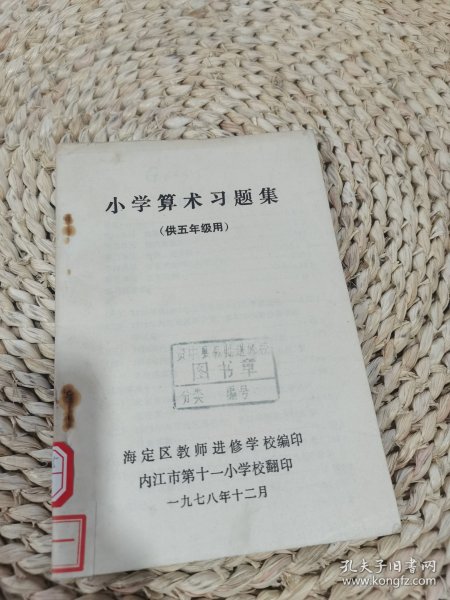 小学算术习题集
（供五年级用）
图书章
分类 编号
海定区教师进修学校编印
内江市第十一小学校翻印
一九七八年十二月
孔夫子旧书网
www.kongfz.com